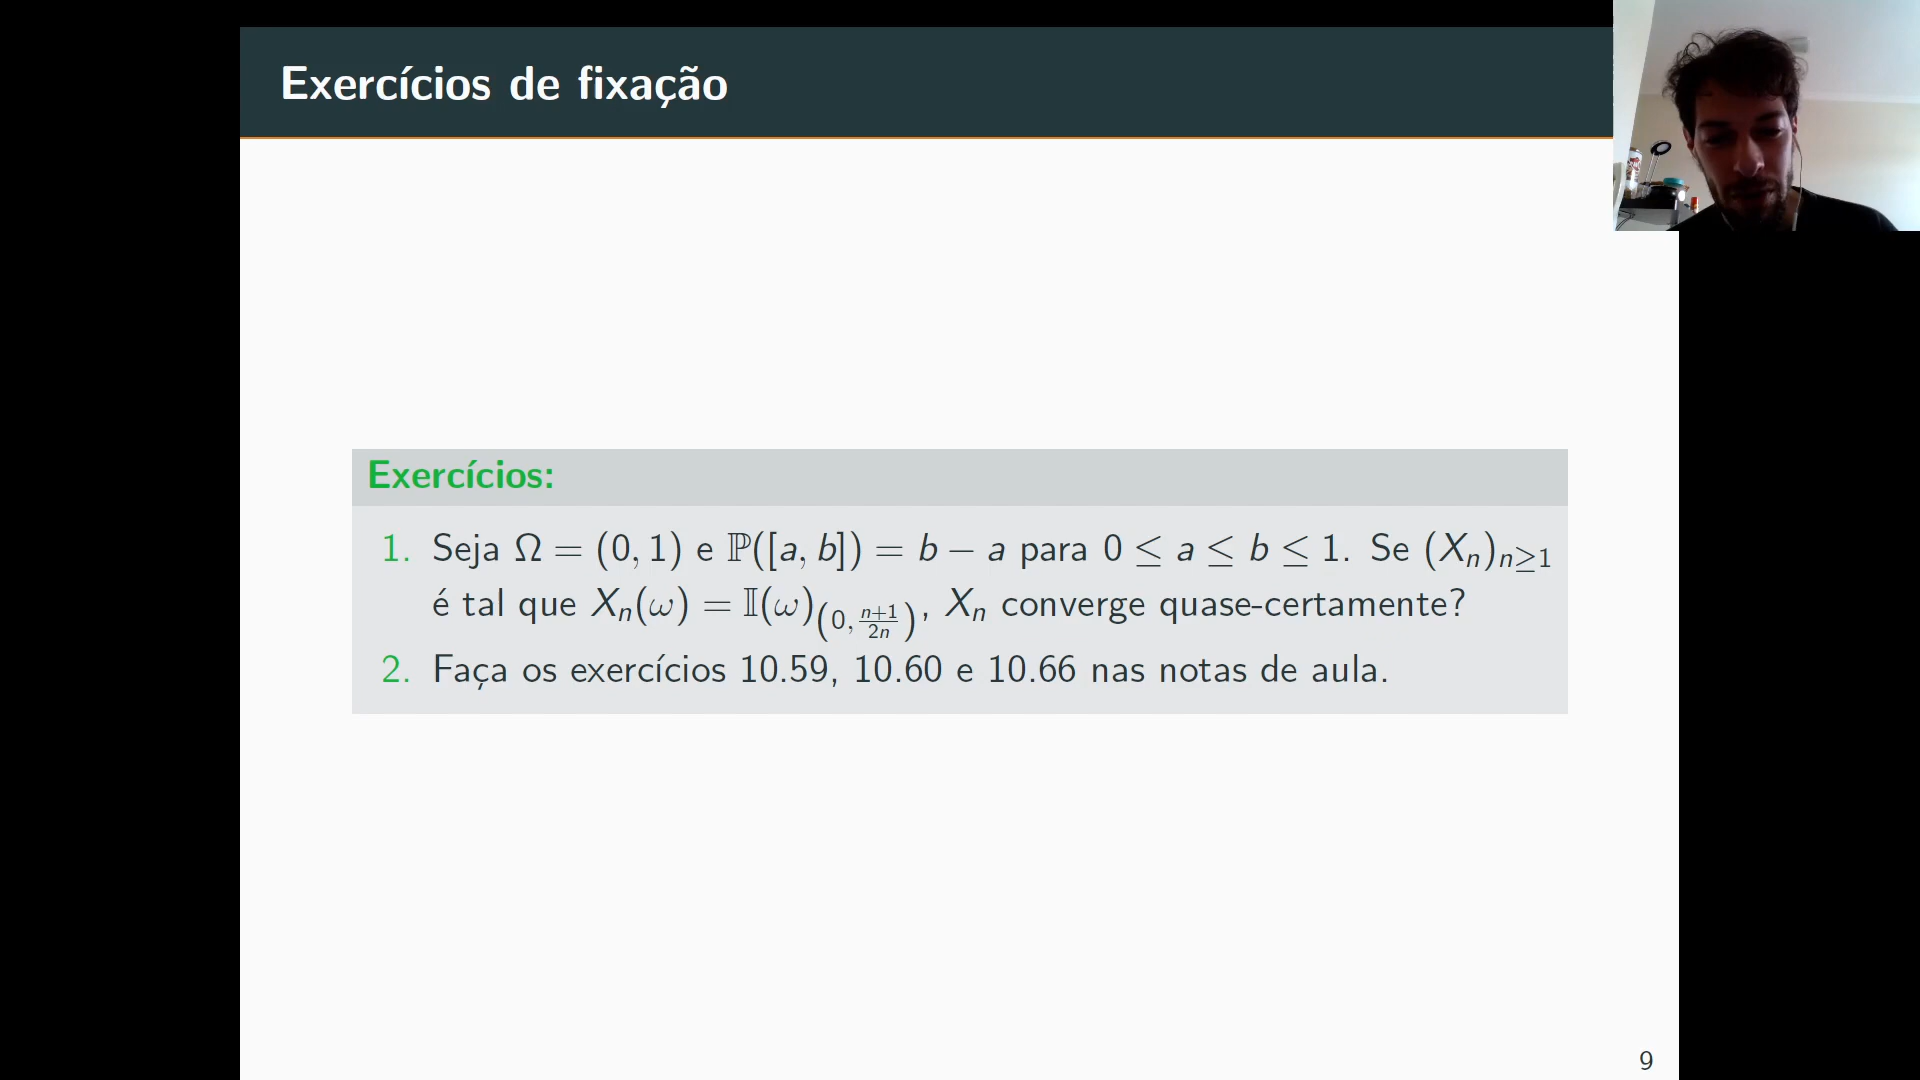 Exercícios de fixação
Exercícios:
1. Seja Ω = (0, 1) e ℙ([a, b]) = b − a para 0 ≤ a ≤ b ≤ 1. Se (Xₙ)ₙ≥₁
é tal que Xₙ(ω) = 𝕀(ω)_(0, (n+1)/(2n)), Xₙ converge quase-certamente?
2. Faça os exercícios 10.59, 10.60 e 10.66 nas notas de aula.
9